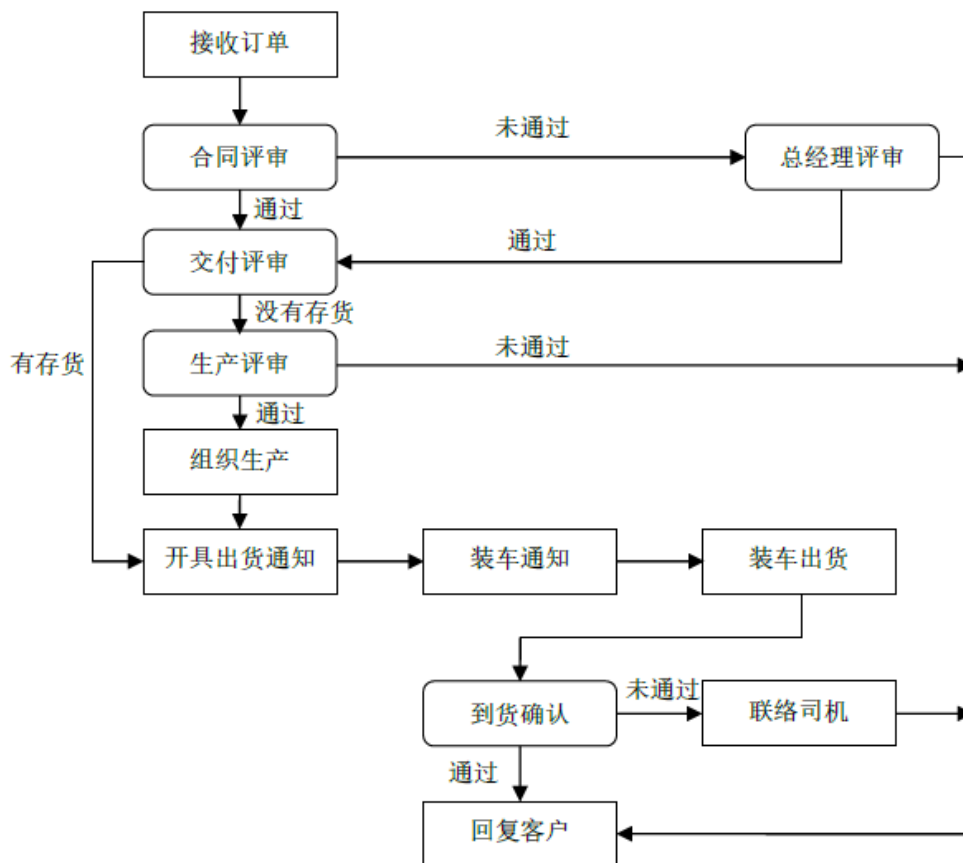 接收订单
未通过
合同评审
总经理评审
通过
通过
交付评审
没有存货
未通过
有存货
生产评审
通过
组织生产
开具出货通知
装车通知
装车出货
未通过
到货确认
联络司机
通过
回复客户